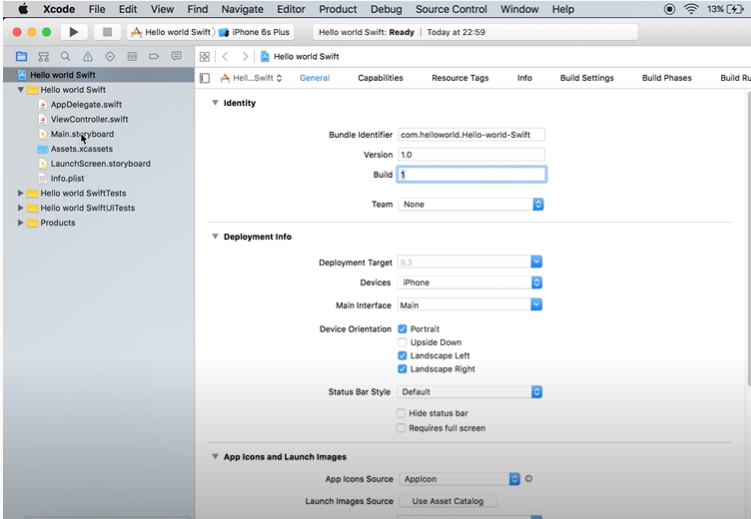 Xcode File Edit View Find Navigate Editor Product Debug Source Control Window Help 13%
Hello world Swift iPhone 6s Plus Hello world Swift: Ready Today at 22:59
Hello world Swift
Hello world Swift
Hell...Swift General Capabilities Resource Tags Info Build Settings Build Phases Build Ru
Hello world Swift
AppDelegate.swift
ViewController.swift
Main.storyboard
Assets.xcassets
LaunchScreen.storyboard
Info.plist
Hello world SwiftTests
Hello world SwiftUITests
Products
Identity
Bundle Identifier com.helloworld.Hello-world-Swift
Version 1.0
Build 1
Team None
Deployment Info
Deployment Target 9.3
Devices iPhone
Main Interface Main
Device Orientation Portrait
Upside Down
Landscape Left
Landscape Right
Status Bar Style Default
Hide status bar
Requires full screen
App Icons and Launch Images
App Icons Source AppIcon
Launch Images Source Use Asset Catalog